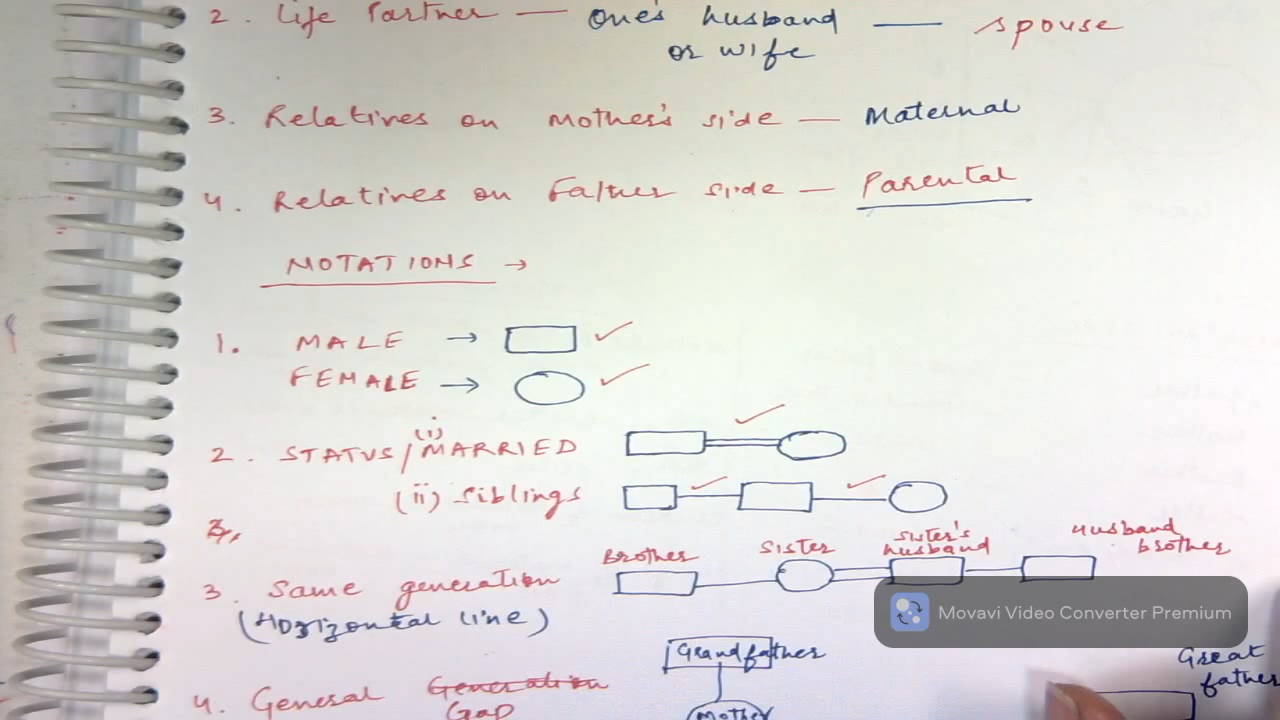 2. Life Partner — one's husband — spouse
or wife
3. Relatives on Mother's side — Maternal
4. Relatives on Father side — Parental
NOTATIONS →
1. MALE →
FEMALE →
2. STATUS / (i) MARRIED
(ii) siblings
3.
Brother Sister Sister's husband Husband brother
3. Same generation
(Horizontal line)
Movavi Video Converter Premium
Grandfather
Great father
4. General Generation
Gap
Mother